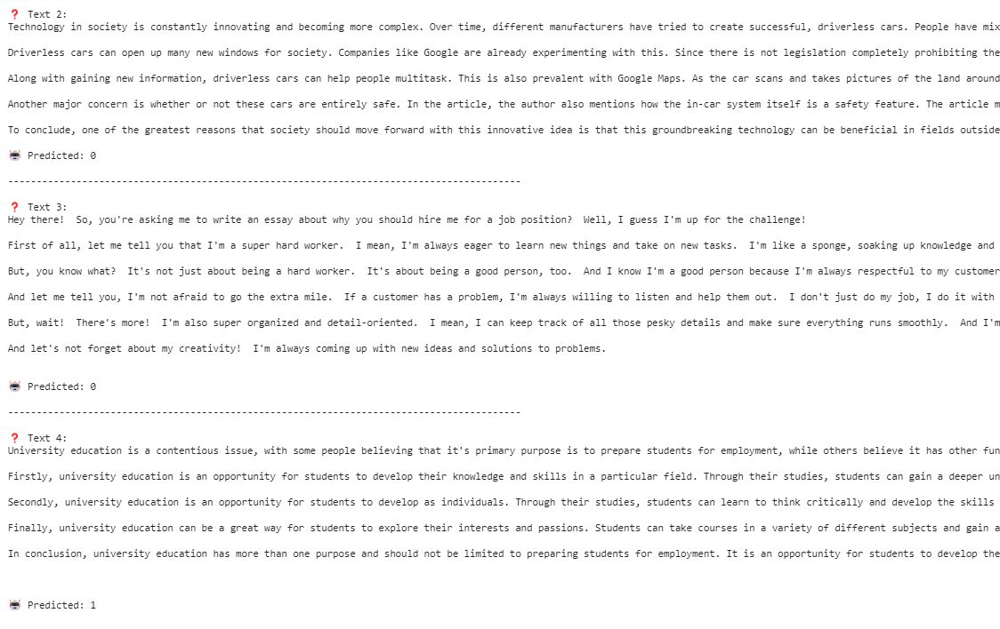 ❓ Text 2:
Technology in society is constantly innovating and becoming more complex. Over time, different manufacturers have tried to create successful, driverless cars. People have mix
Driverless cars can open up many new windows for society. Companies like Google are already experimenting with this. Since there is not legislation completely prohibiting the
Along with gaining new information, driverless cars can help people multitask. This is also prevalent with Google Maps. As the car scans and takes pictures of the land around
Another major concern is whether or not these cars are entirely safe. In the article, the author also mentions how the in-car system itself is a safety feature. The article m
To conclude, one of the greatest reasons that society should move forward with this innovative idea is that this groundbreaking technology can be beneficial in fields outside
🤖 Predicted: 0
------------------------------------------------------------------------------------------
❓ Text 3:
Hey there!  So, you're asking me to write an essay about why you should hire me for a job position?  Well, I guess I'm up for the challenge!
First of all, let me tell you that I'm a super hard worker.  I mean, I'm always eager to learn new things and take on new tasks.  I'm like a sponge, soaking up knowledge and
But, you know what?  It's not just about being a hard worker.  It's about being a good person, too.  And I know I'm a good person because I'm always respectful to my customer
And let me tell you, I'm not afraid to go the extra mile.  If a customer has a problem, I'm always willing to listen and help them out.  I don't just do my job, I do it with
But, wait!  There's more!  I'm also super organized and detail-oriented.  I mean, I can keep track of all those pesky details and make sure everything runs smoothly.  And I'm
And let's not forget about my creativity!  I'm always coming up with new ideas and solutions to problems.
🤖 Predicted: 0
------------------------------------------------------------------------------------------
❓ Text 4:
University education is a contentious issue, with some people believing that it's primary purpose is to prepare students for employment, while others believe it has other fun
Firstly, university education is an opportunity for students to develop their knowledge and skills in a particular field. Through their studies, students can gain a deeper un
Secondly, university education is an opportunity for students to develop as individuals. Through their studies, students can learn to think critically and develop the skills
Finally, university education can be a great way for students to explore their interests and passions. Students can take courses in a variety of different subjects and gain a
In conclusion, university education has more than one purpose and should not be limited to preparing students for employment. It is an opportunity for students to develop the
🤖 Predicted: 1